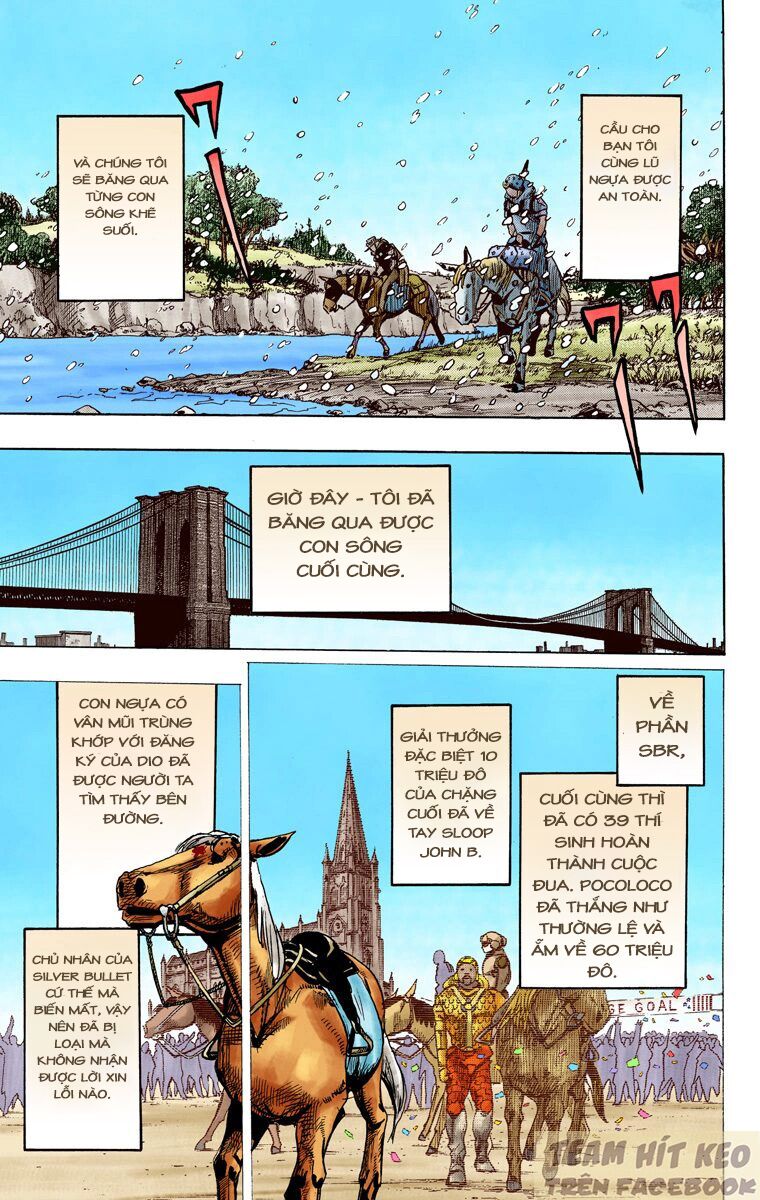 CẦU CHO
BẠN TÔI
CÙNG LŨ
NGỰA ĐƯỢC
AN TOÀN.
VÀ CHÚNG TÔI
SẼ BĂNG QUA
TỪNG CON
SÔNG KHẼ
SUỐI.
ワ
ワ
ワ
GIỜ ĐÂY - TÔI ĐÃ
BĂNG QUA ĐƯỢC
CON SÔNG
CUỐI CÙNG.
VỀ
PHẦN
SBR,
CUỐI CÙNG THÌ
ĐÃ CÓ 39 THÍ
SINH HOÀN
THÀNH CUỘC
ĐUA. POCOLOCO
ĐÃ THẮNG NHƯ
THƯỜNG LỆ VÀ
ẴM VỀ 60 TRIỆU
ĐÔ.
GIẢI THƯỞNG
ĐẶC BIỆT 10
TRIỆU ĐÔ
CỦA CHẶNG
CUỐI ĐÃ VỀ
TAY SLOOP
JOHN B.
CON NGỰA CÓ
VÂN MŨI TRÙNG
KHỚP VỚI ĐĂNG
KÝ CỦA DIO ĐÃ
ĐƯỢC NGƯỜI TA
TÌM THẤY BÊN
ĐƯỜNG.
CHỦ NHÂN CỦA
SILVER BULLET
CỨ THẾ MÀ
BIẾN MẤT, VẬY
NÊN ĐÃ BỊ
LOẠI MÀ
KHÔNG NHẬN
ĐƯỢC LỜI XIN
LỖI NÀO.
GE GOAL
TEAM HÍT KEO
TRÊN FACEBOOK